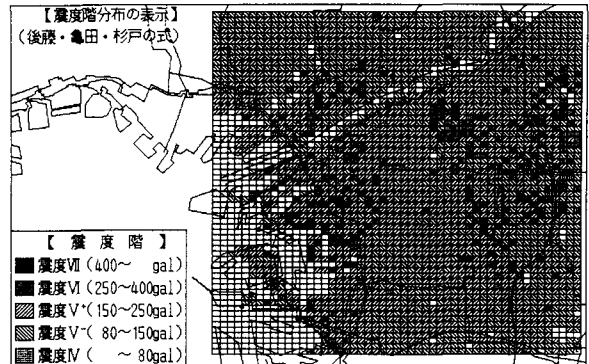 【震度階分布の表示】
(後藤・亀田・杉戸の式)
【 震 度 階 】
震度Ⅶ (400～ gal)
震度Ⅵ (250～400gal)
震度Ⅴ⁺(150～250gal)
震度Ⅴ⁻( 80～150gal)
震度Ⅳ ( ～ 80gal)